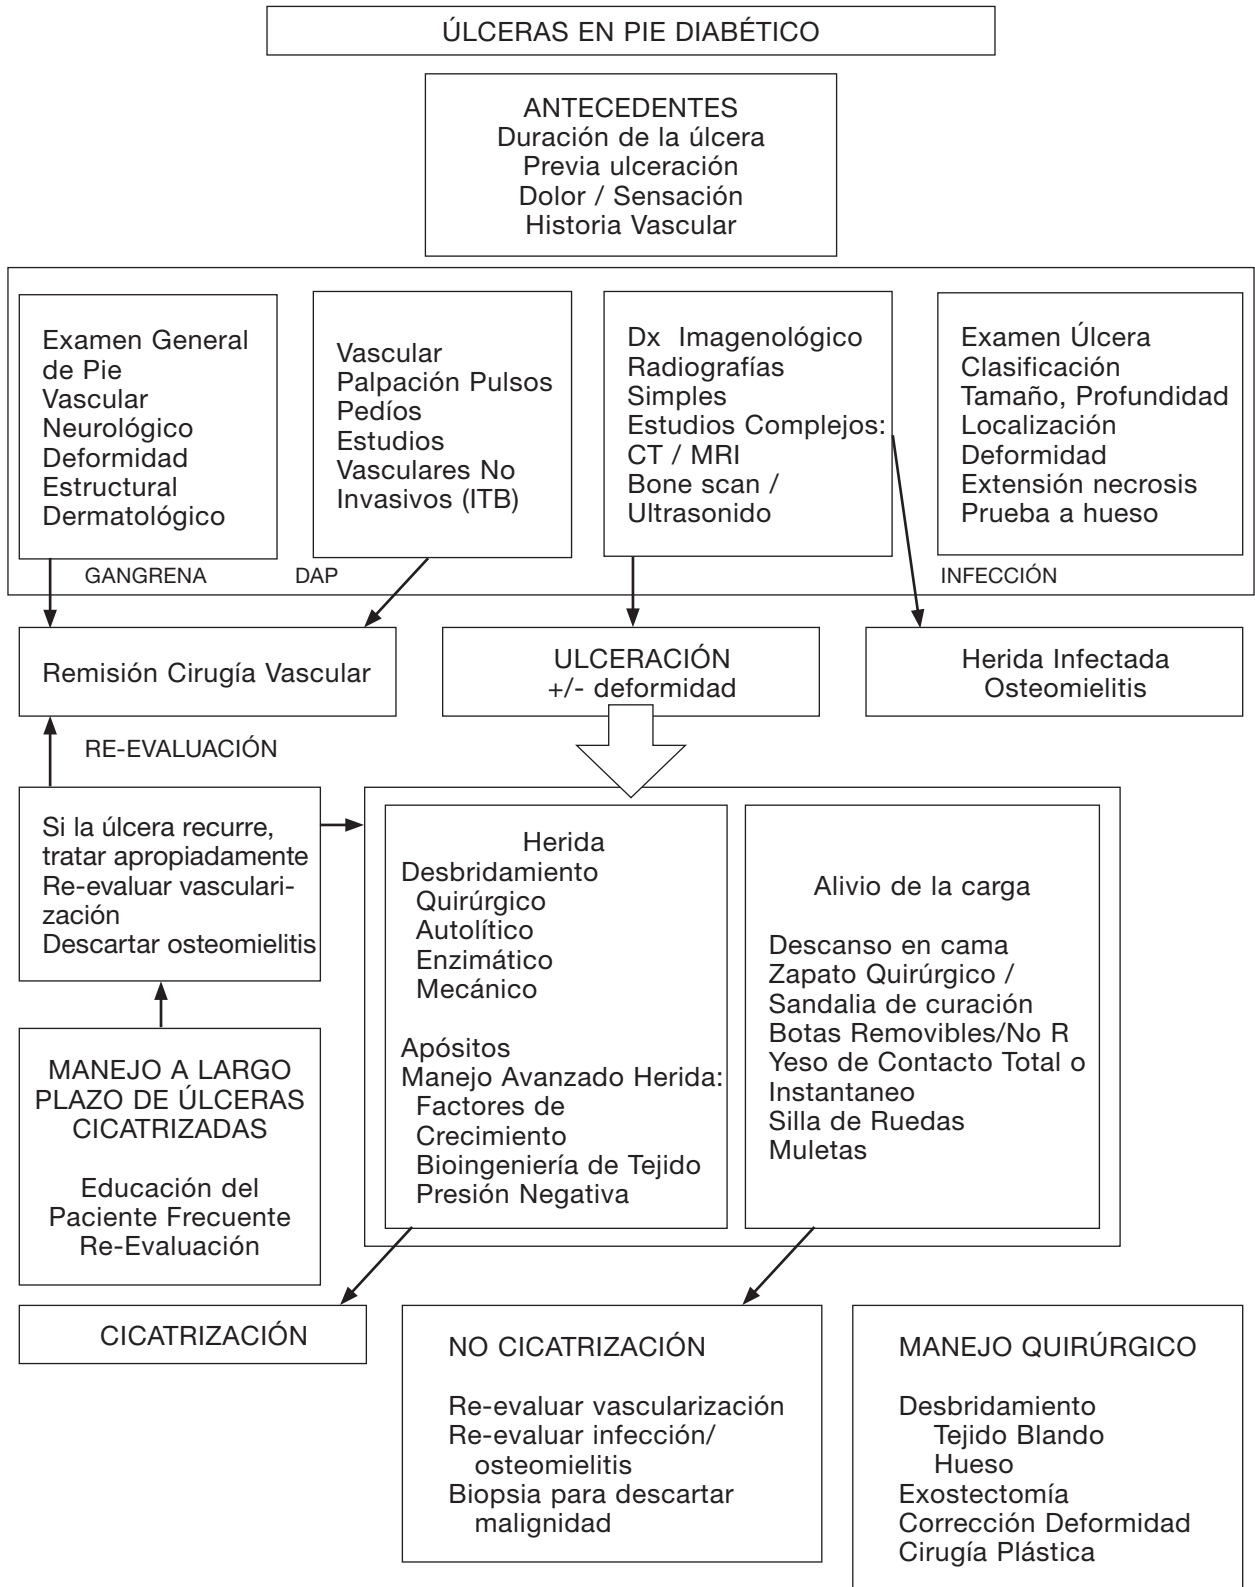 ÚLCERAS EN PIE DIABÉTICO
ANTECEDENTES
Duración de la úlcera
Previa ulceración
Dolor / Sensación
Historia Vascular
Examen General
de Pie
Vascular
Neurológico
Deformidad
Estructural
Dermatológico
Vascular
Palpación Pulsos
Pedíos
Estudios
Vasculares No
Invasivos (ITB)
Dx Imagenológico
Radiografías
Simples
Estudios Complejos:
CT / MRI
Bone scan /
Ultrasonido
Examen Úlcera
Clasificación
Tamaño, Profundidad
Localización
Deformidad
Extensión necrosis
Prueba a hueso
GANGRENA
DAP
INFECCIÓN
Remisión Cirugía Vascular
ULCERACIÓN
+/- deformidad
Herida Infectada
Osteomielitis
RE-EVALUACIÓN
Si la úlcera recurre,
tratar apropiadamente
Re-evaluar vasculari-
zación
Descartar osteomielitis
Herida
Desbridamiento
Quirúrgico
Autolítico
Enzimático
Mecánico
Apósitos
Manejo Avanzado Herida:
Factores de
Crecimiento
Bioingeniería de Tejido
Presión Negativa
Alivio de la carga
Descanso en cama
Zapato Quirúrgico /
Sandalia de curación
Botas Removibles/No R
Yeso de Contacto Total o
Instantaneo
Silla de Ruedas
Muletas
MANEJO A LARGO
PLAZO DE ÚLCERAS
CICATRIZADAS
Educación del
Paciente Frecuente
Re-Evaluación
CICATRIZACIÓN
NO CICATRIZACIÓN
Re-evaluar vascularización
Re-evaluar infección/
osteomielitis
Biopsia para descartar
malignidad
MANEJO QUIRÚRGICO
Desbridamiento
Tejido Blando
Hueso
Exostectomía
Corrección Deformidad
Cirugía Plástica